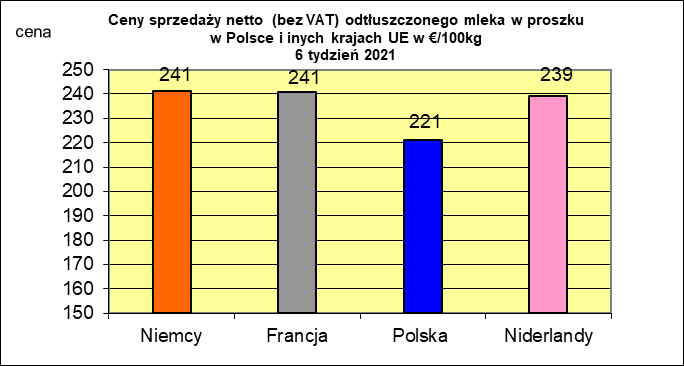 Ceny sprzedaży netto (bez VAT) odtłuszczonego mleka w proszku
w Polsce i inych krajach UE w €/100kg
6 tydzień 2021
cena
250
240
230
220
210
200
190
180
170
160
150
241
241
221
239
Niemcy
Francja
Polska
Niderlandy